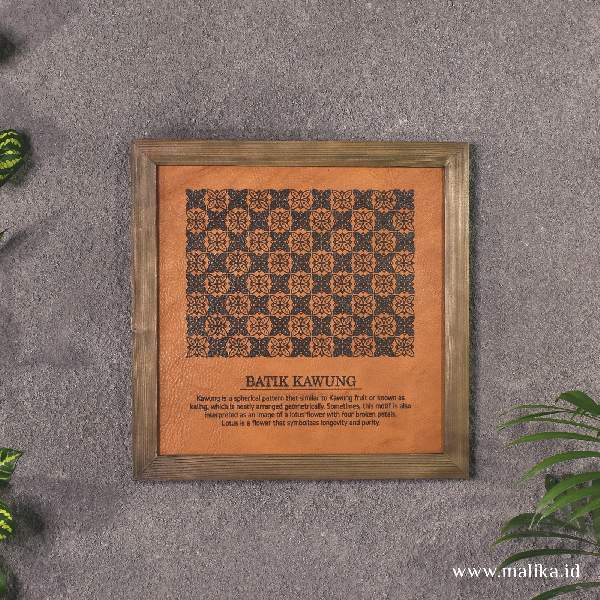 BATIK KAWUNG
Kawung is a spherical pattern that similar to Kawung fruit or known as
kaling, which is neatly arranged geometrically. Sometimes, this motif is also
interpreted as an image of a lotus flower with four broken petals.
Lotus is a flower that symbolizes longevity and purity.
www.malika.id